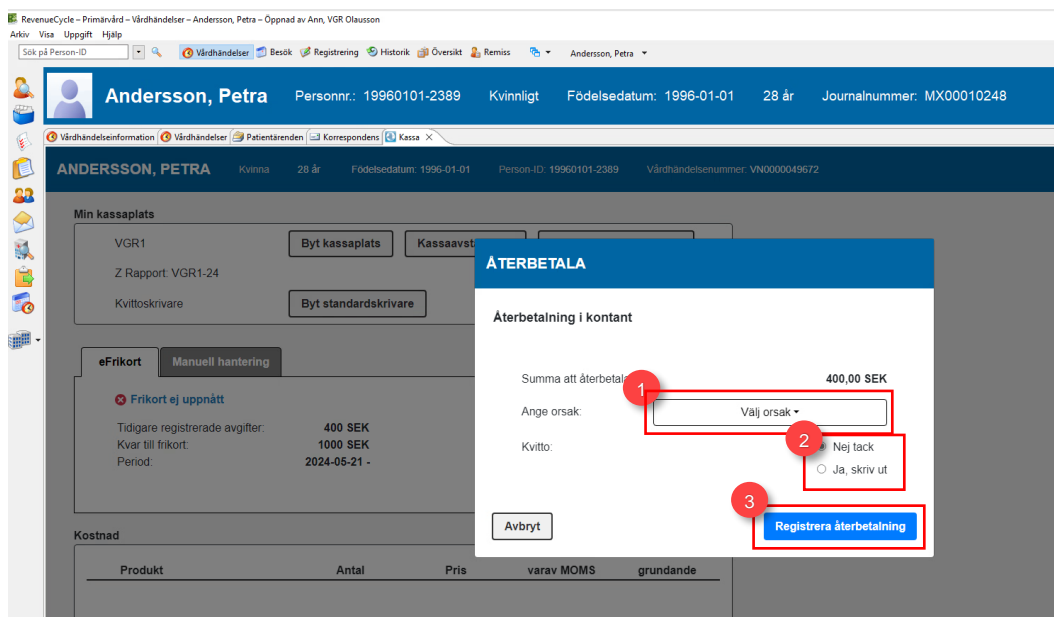 RevenueCycle – Primärvård – Vårdhändelser – Andersson, Petra – Öppnad av Ann, VGR Olausson
Arkiv Visa Uppgift Hjälp
Sök på Person-ID Vårdhändelser Besök Registrering Historik Översikt Remiss Andersson, Petra
Andersson, Petra Personnr.: 19960101-2389 Kvinnligt Födelsedatum: 1996-01-01 28 år Journalnummer: MX00010248
Vårdhändelseinformation Vårdhändelser Patientärenden Korrespondens Kassa
ANDERSSON, PETRA Kvinna 28 år Födelsedatum: 1996-01-01 Person-ID: 19960101-2389 Vårdhändelsenummer: VN0000049672
Min kassaplats
VGR1 Byt kassaplats Kassaavst
Z Rapport: VGR1-24
Kvittoskrivare Byt standardskrivare
eFrikort Manuell hantering
Frikort ej uppnått
Tidigare registrerade avgifter: 400 SEK
Kvar till frikort: 1000 SEK
Period: 2024-05-21 -
Kostnad
Produkt Antal Pris varav MOMS grundande
ÅTERBETALA
Återbetalning i kontant
Summa att återbetala 400,00 SEK
1
Ange orsak: Välj orsak
2
Kvitto: Nej tack
Ja, skriv ut
3
Avbryt Registrera återbetalning